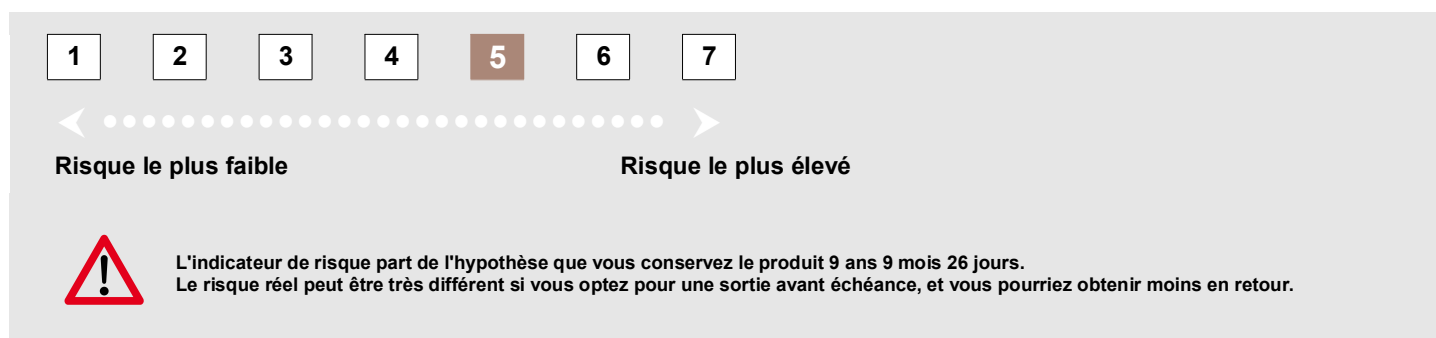 1 2 3 4 5 6 7
Risque le plus faible Risque le plus élevé
L'indicateur de risque part de l'hypothèse que vous conservez le produit 9 ans 9 mois 26 jours.
Le risque réel peut être très différent si vous optez pour une sortie avant échéance, et vous pourriez obtenir moins en retour.